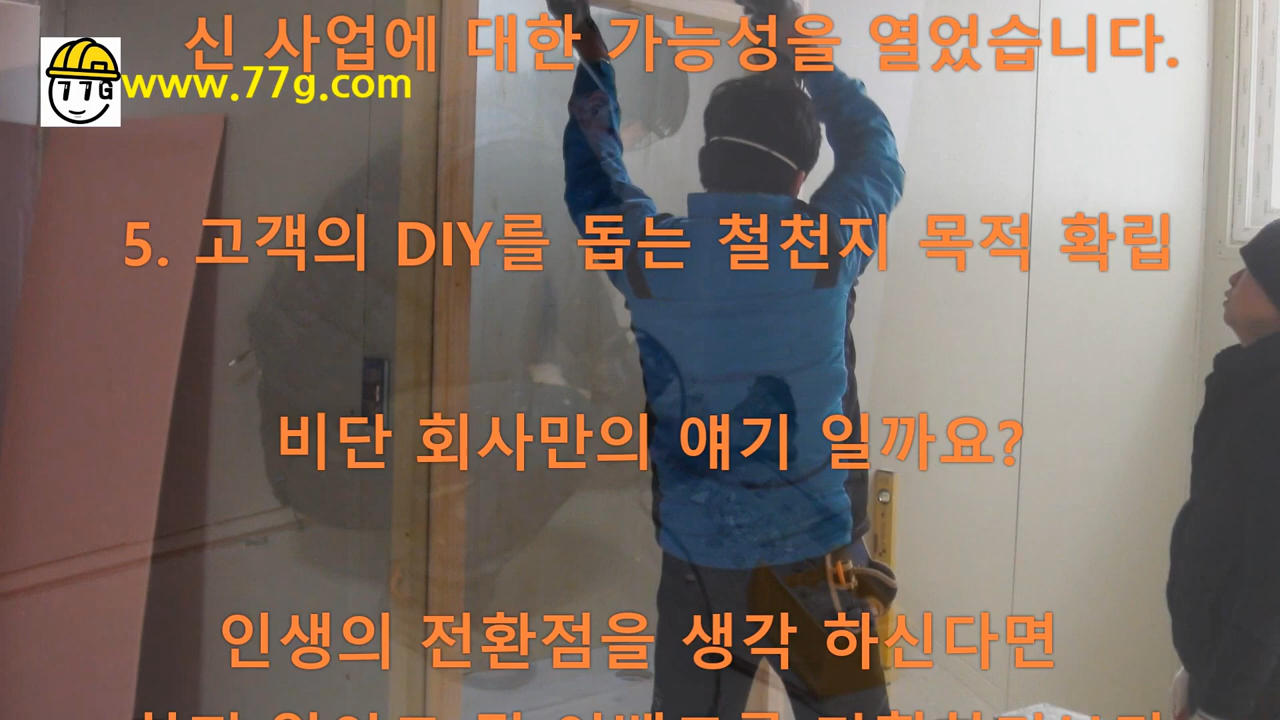 신 사업에 대한 가능성을 열었습니다.
77G
www.77g.com
5. 고객의 DIY를 돕는 철천지 목적 확립
비단 회사만의 얘기 일까요?
인생의 전환점을 생각 하신다면